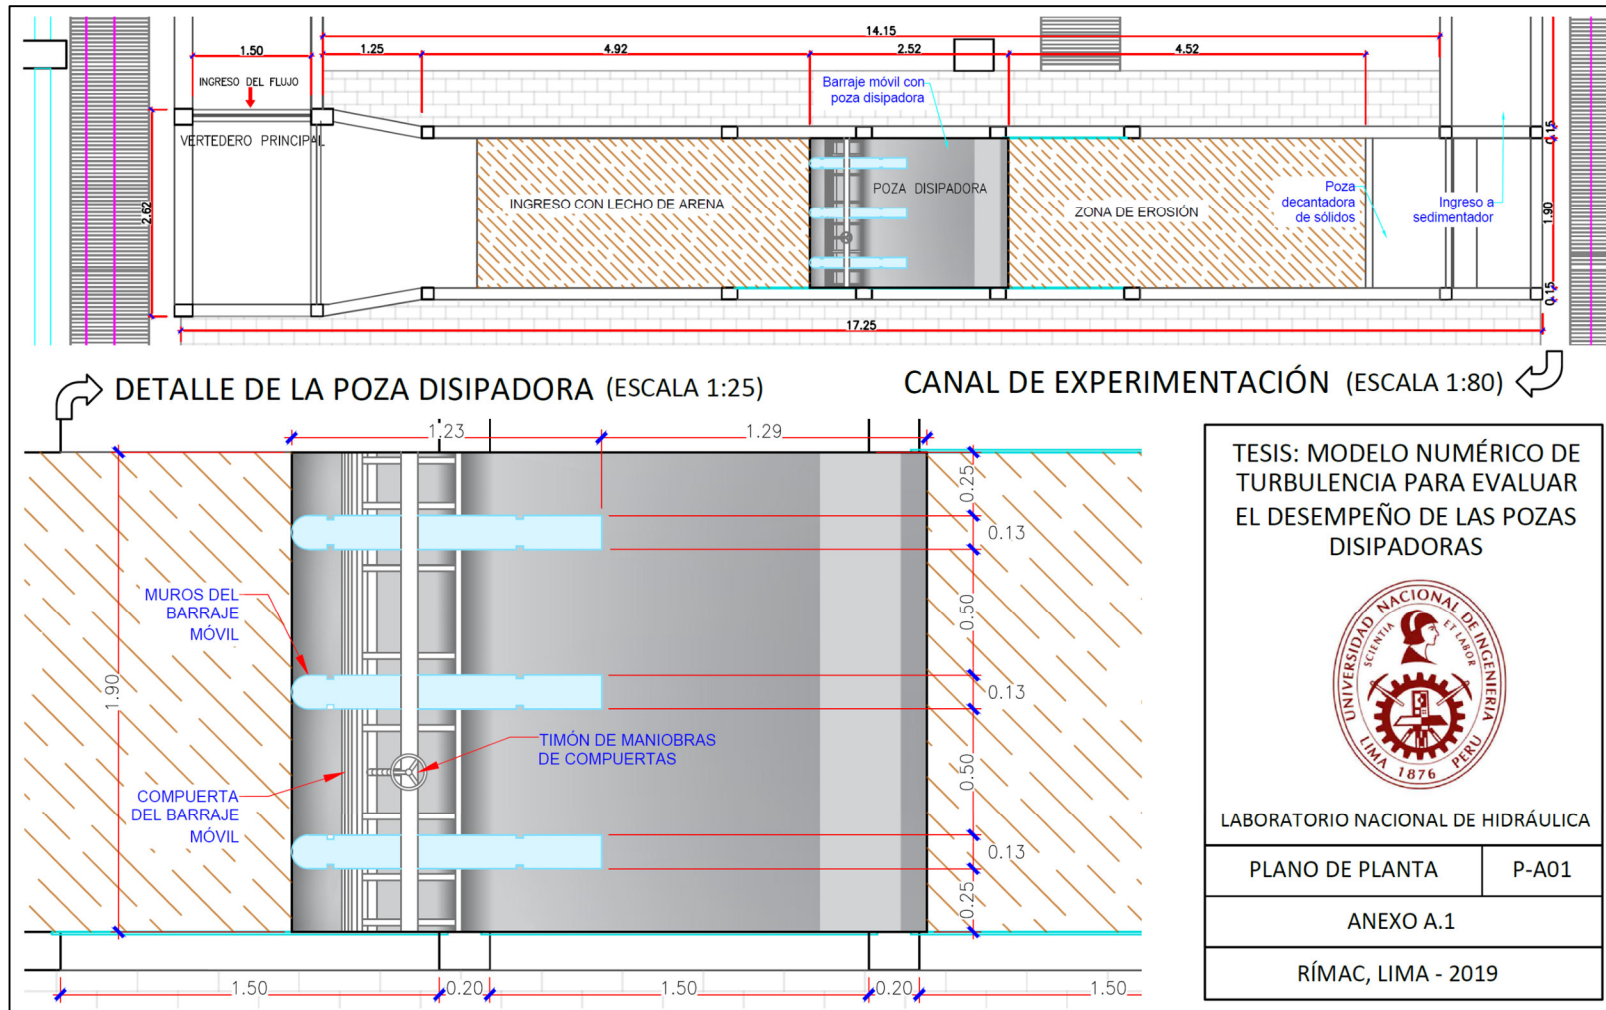 14.15
1.50
1.25
4.92
2.52
4.52
INGRESO DEL FLUJO
VERTEDERO PRINCIPAL
Barraje móvil con
poza disipadora
2.62
INGRESO CON LECHO DE ARENA
POZA DISIPADORA
ZONA DE EROSIÓN
Poza
decantadora
de sólidos
Ingreso a
sedimentador
0.15
1.90
0.15
17.25
DETALLE DE LA POZA DISIPADORA (ESCALA 1:25)
CANAL DE EXPERIMENTACIÓN (ESCALA 1:80)
1.23
1.29
0.25
0.13
0.50
0.13
0.50
0.13
0.25
1.90
MUROS DEL
BARRAJE
MÓVIL
TIMÓN DE MANIOBRAS
DE COMPUERTAS
COMPUERTA
DEL BARRAJE
MÓVIL
1.50
0.20
1.50
0.20
1.50
TESIS: MODELO NUMÉRICO DE
TURBULENCIA PARA EVALUAR
EL DESEMPEÑO DE LAS POZAS
DISIPADORAS
UNIVERSIDAD NACIONAL DE INGENIERIA
SCIENTIA ET LABOR
LIMA 1876 PERU
LABORATORIO NACIONAL DE HIDRÁULICA
PLANO DE PLANTA
P-A01
ANEXO A.1
RÍMAC, LIMA - 2019